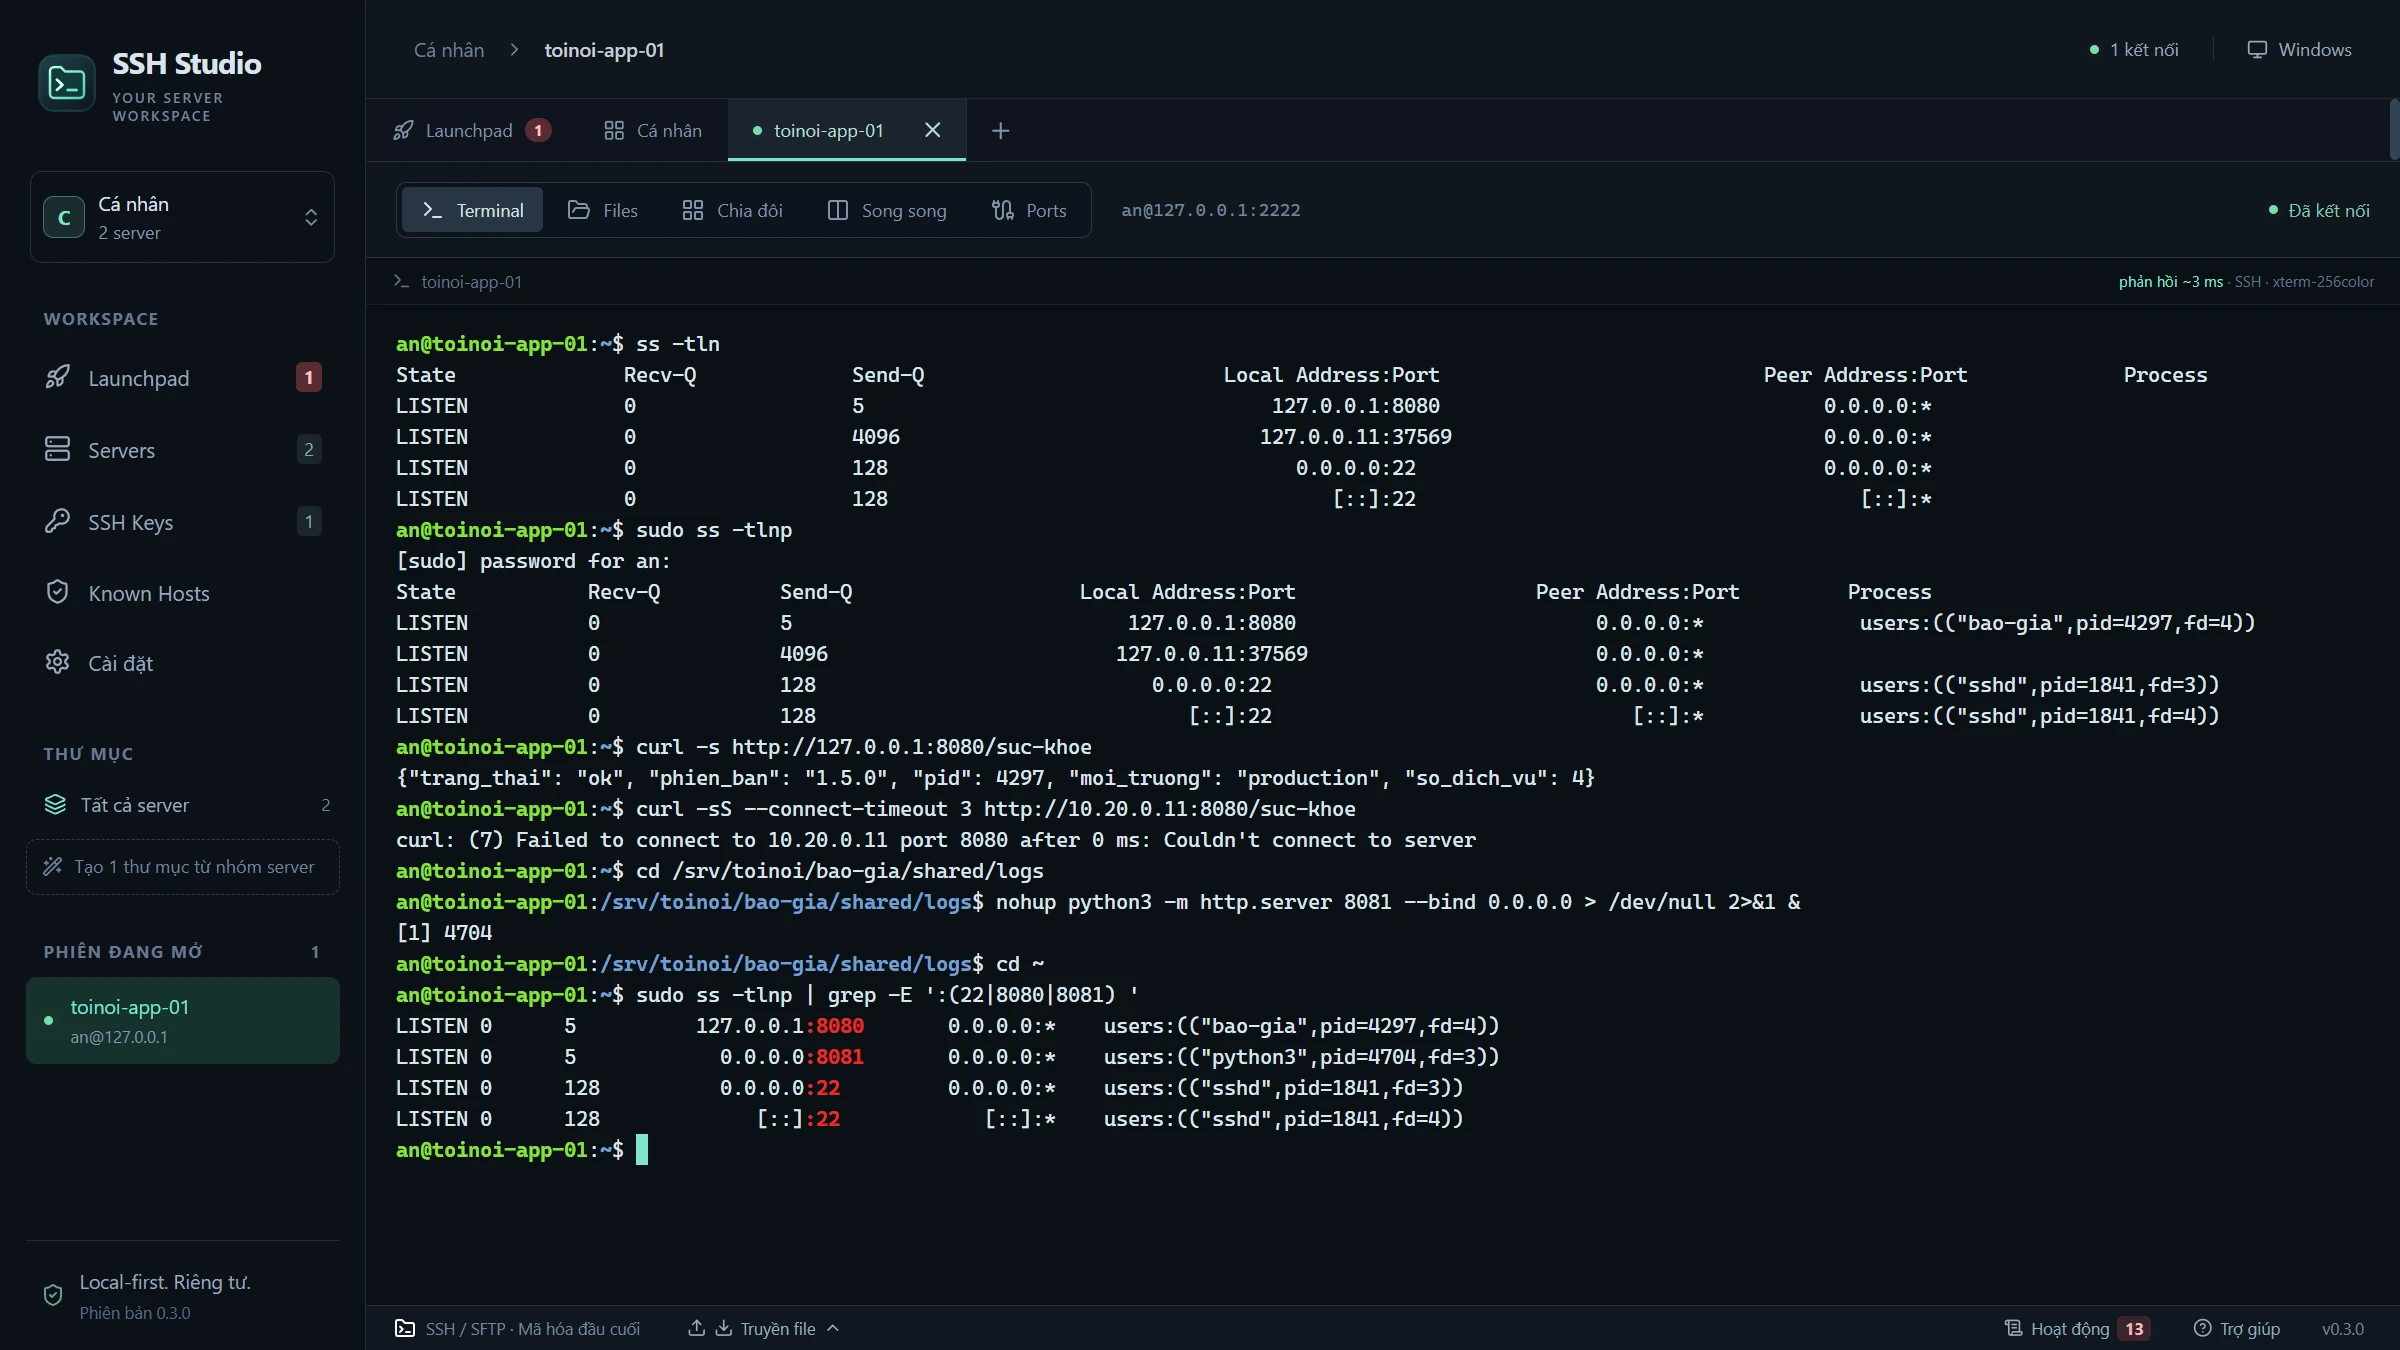 SSH Studio
YOUR SERVER
WORKSPACE
C
Cá nhân
2 server
WORKSPACE
Launchpad 1
Servers 2
SSH Keys 1
Known Hosts
Cài đặt
THƯ MỤC
Tất cả server 2
Tạo 1 thư mục từ nhóm server
PHIÊN ĐANG MỞ 1
toinoi-app-01
an@127.0.0.1
Local-first. Riêng tư.
Phiên bản 0.3.0
Cá nhân > toinoi-app-01
1 kết nối
Windows
Launchpad 1
Cá nhân
toinoi-app-01
Terminal
Files
Chia đôi
Song song
Ports
an@127.0.0.1:2222
Đã kết nối
toinoi-app-01
phản hồi ~3 ms · SSH · xterm-256color
an@toinoi-app-01:~$ ss -tln
State Recv-Q Send-Q Local Address:Port Peer Address:Port Process
LISTEN 0 5 127.0.0.1:8080 0.0.0.0:*
LISTEN 0 4096 127.0.0.11:37569 0.0.0.0:*
LISTEN 0 128 0.0.0.0:22 0.0.0.0:*
LISTEN 0 128 [::]:22 [::]:*
an@toinoi-app-01:~$ sudo ss -tlnp
[sudo] password for an:
State Recv-Q Send-Q Local Address:Port Peer Address:Port Process
LISTEN 0 5 127.0.0.1:8080 0.0.0.0:* users:(("bao-gia",pid=4297,fd=4))
LISTEN 0 4096 127.0.0.11:37569 0.0.0.0:*
LISTEN 0 128 0.0.0.0:22 0.0.0.0:* users:(("sshd",pid=1841,fd=3))
LISTEN 0 128 [::]:22 [::]:* users:(("sshd",pid=1841,fd=4))
an@toinoi-app-01:~$ curl -s http://127.0.0.1:8080/suc-khoe
{"trang_thai": "ok", "phien_ban": "1.5.0", "pid": 4297, "moi_truong": "production", "so_dich_vu": 4}
an@toinoi-app-01:~$ curl -sS --connect-timeout 3 http://10.20.0.11:8080/suc-khoe
curl: (7) Failed to connect to 10.20.0.11 port 8080 after 0 ms: Couldn't connect to server
an@toinoi-app-01:~$ cd /srv/toinoi/bao-gia/shared/logs
an@toinoi-app-01:/srv/toinoi/bao-gia/shared/logs$ nohup python3 -m http.server 8081 --bind 0.0.0.0 > /dev/null 2>&1 &
[1] 4704
an@toinoi-app-01:/srv/toinoi/bao-gia/shared/logs$ cd ~
an@toinoi-app-01:~$ sudo ss -tlnp | grep -E ':(22|8080|8081) '
LISTEN 0 5 127.0.0.1:8080 0.0.0.0:* users:(("bao-gia",pid=4297,fd=4))
LISTEN 0 5 0.0.0.0:8081 0.0.0.0:* users:(("python3",pid=4704,fd=3))
LISTEN 0 128 0.0.0.0:22 0.0.0.0:* users:(("sshd",pid=1841,fd=3))
LISTEN 0 128 [::]:22 [::]:* users:(("sshd",pid=1841,fd=4))
an@toinoi-app-01:~$
SSH / SFTP · Mã hóa đầu cuối
Truyền file
Hoạt động 13
Trợ giúp
v0.3.0